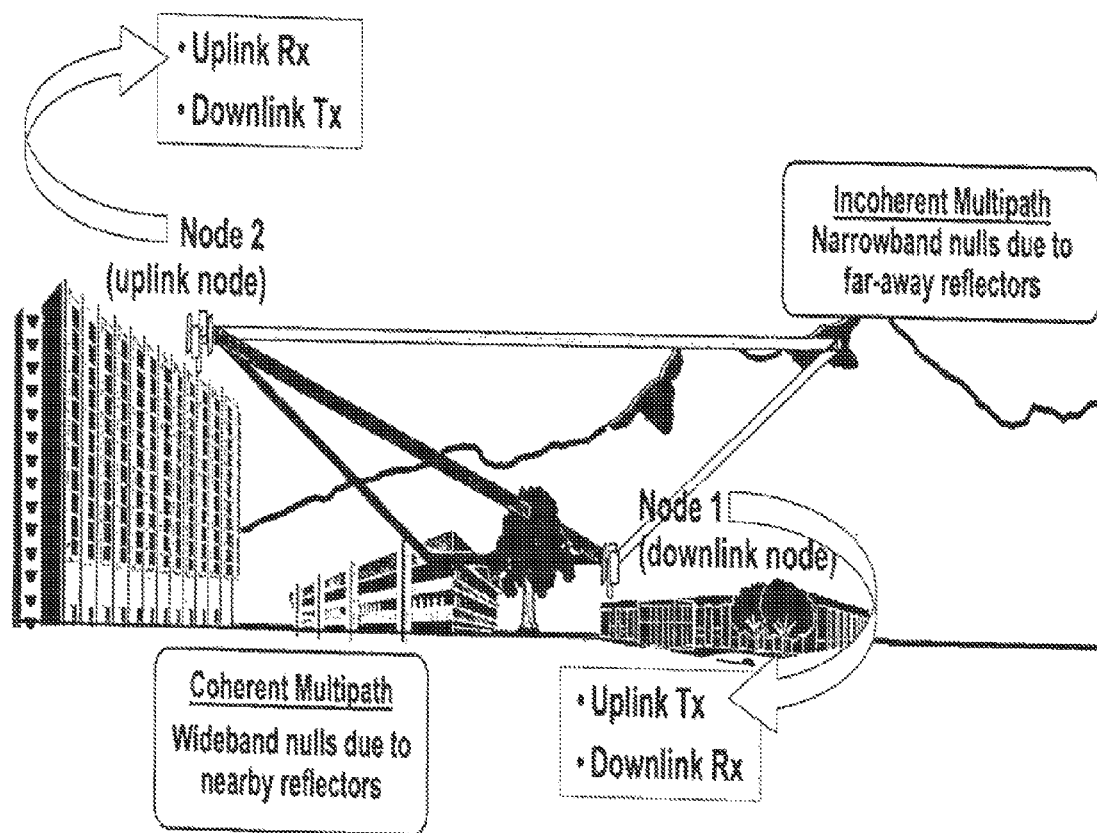 • Uplink Rx
• Downlink Tx
Node 2
(uplink node)
Incoherent Multipath
Narrowband nulls due to
far-away reflectors
Node 1
(downlink node)
Coherent Multipath
Wideband nulls due to
nearby reflectors
• Uplink Tx
• Downlink Rx